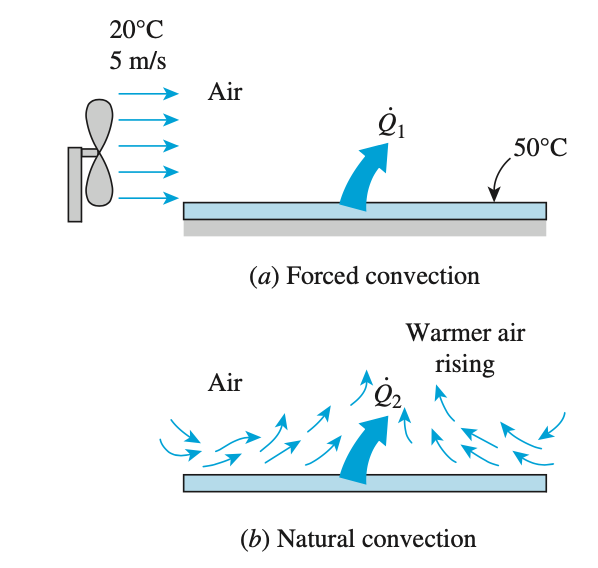 20°C
5 m/s
Air
Q̇₁
50°C
(a) Forced convection
Warmer air
rising
Air
Q̇₂
(b) Natural convection